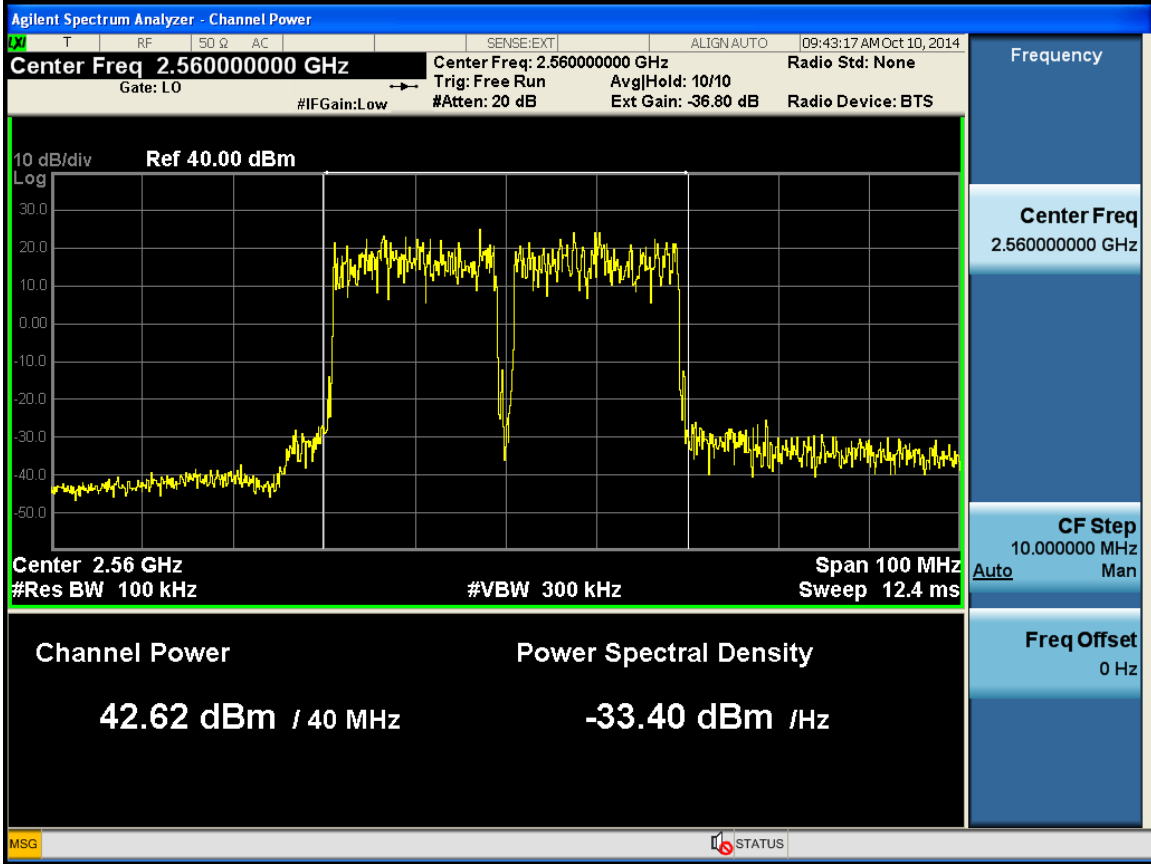 Agilent Spectrum Analyzer - Channel Power
LXI T RF 50 Ω AC SENSE:EXT ALIGN AUTO 09:43:17 AM Oct 10, 2014
Center Freq 2.560000000 GHz
Gate: LO
#IFGain:Low
Center Freq: 2.560000000 GHz
Trig: Free Run
Avg|Hold: 10/10
#Atten: 20 dB
Ext Gain: -36.80 dB
Radio Std: None
Radio Device: BTS
10 dB/div
Ref 40.00 dBm
Log
30.0
20.0
10.0
0.00
-10.0
-20.0
-30.0
-40.0
-50.0
Center 2.56 GHz
Span 100 MHz
#Res BW 100 kHz
#VBW 300 kHz
Sweep 12.4 ms
Channel Power
Power Spectral Density
42.62 dBm / 40 MHz
-33.40 dBm /Hz
Frequency
Center Freq
2.560000000 GHz
CF Step
10.000000 MHz
Auto Man
Freq Offset
0 Hz
MSG
STATUS